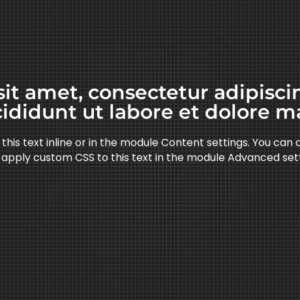 sit amet, consectetur adipiscin
cididunt ut labore et dolore ma
this text inline or in the module Content settings. You can
apply custom CSS to this text in the module Advanced set